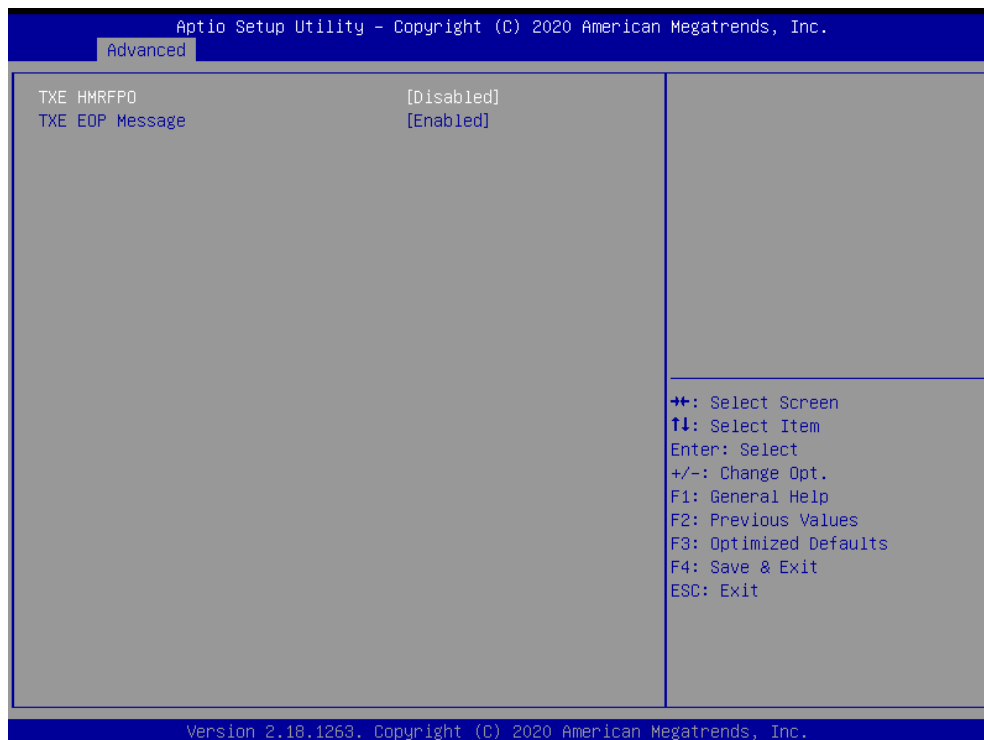 Aptio Setup Utility – Copyright (C) 2020 American Megatrends, Inc.
Advanced
TXE HMRFPO [Disabled]
TXE EOP Message [Enabled]
→←: Select Screen
↑↓: Select Item
Enter: Select
+/-: Change Opt.
F1: General Help
F2: Previous Values
F3: Optimized Defaults
F4: Save & Exit
ESC: Exit
Version 2.18.1263. Copyright (C) 2020 American Megatrends, Inc.